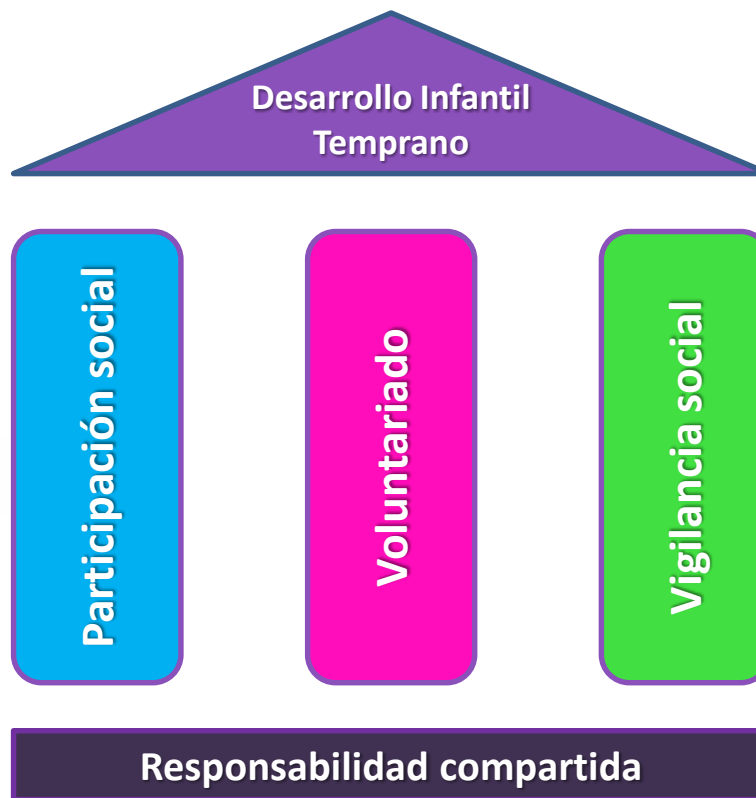 Desarrollo Infantil
Temprano
Participación social
Voluntariado
Vigilancia social
Responsabilidad compartida